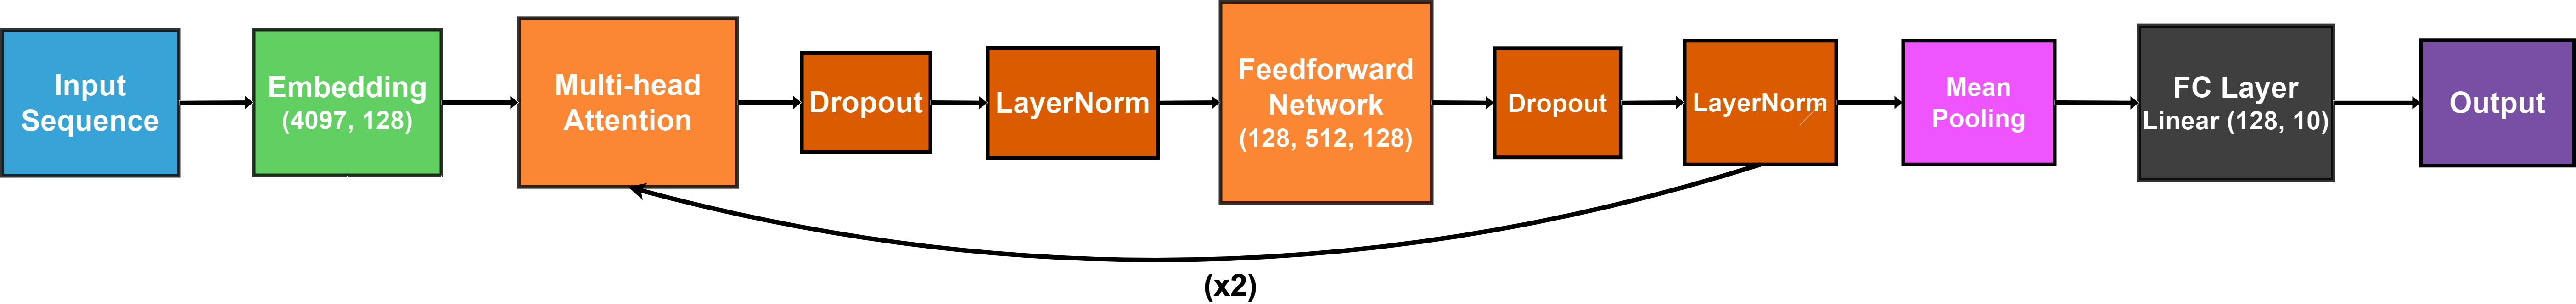 Input
Sequence
Embedding
(4097, 128)
Multi-head
Attention
Dropout
LayerNorm
Feedforward
Network
(128, 512, 128)
Dropout
LayerNorm
Mean
Pooling
FC Layer
Linear (128, 10)
Output
(x2)